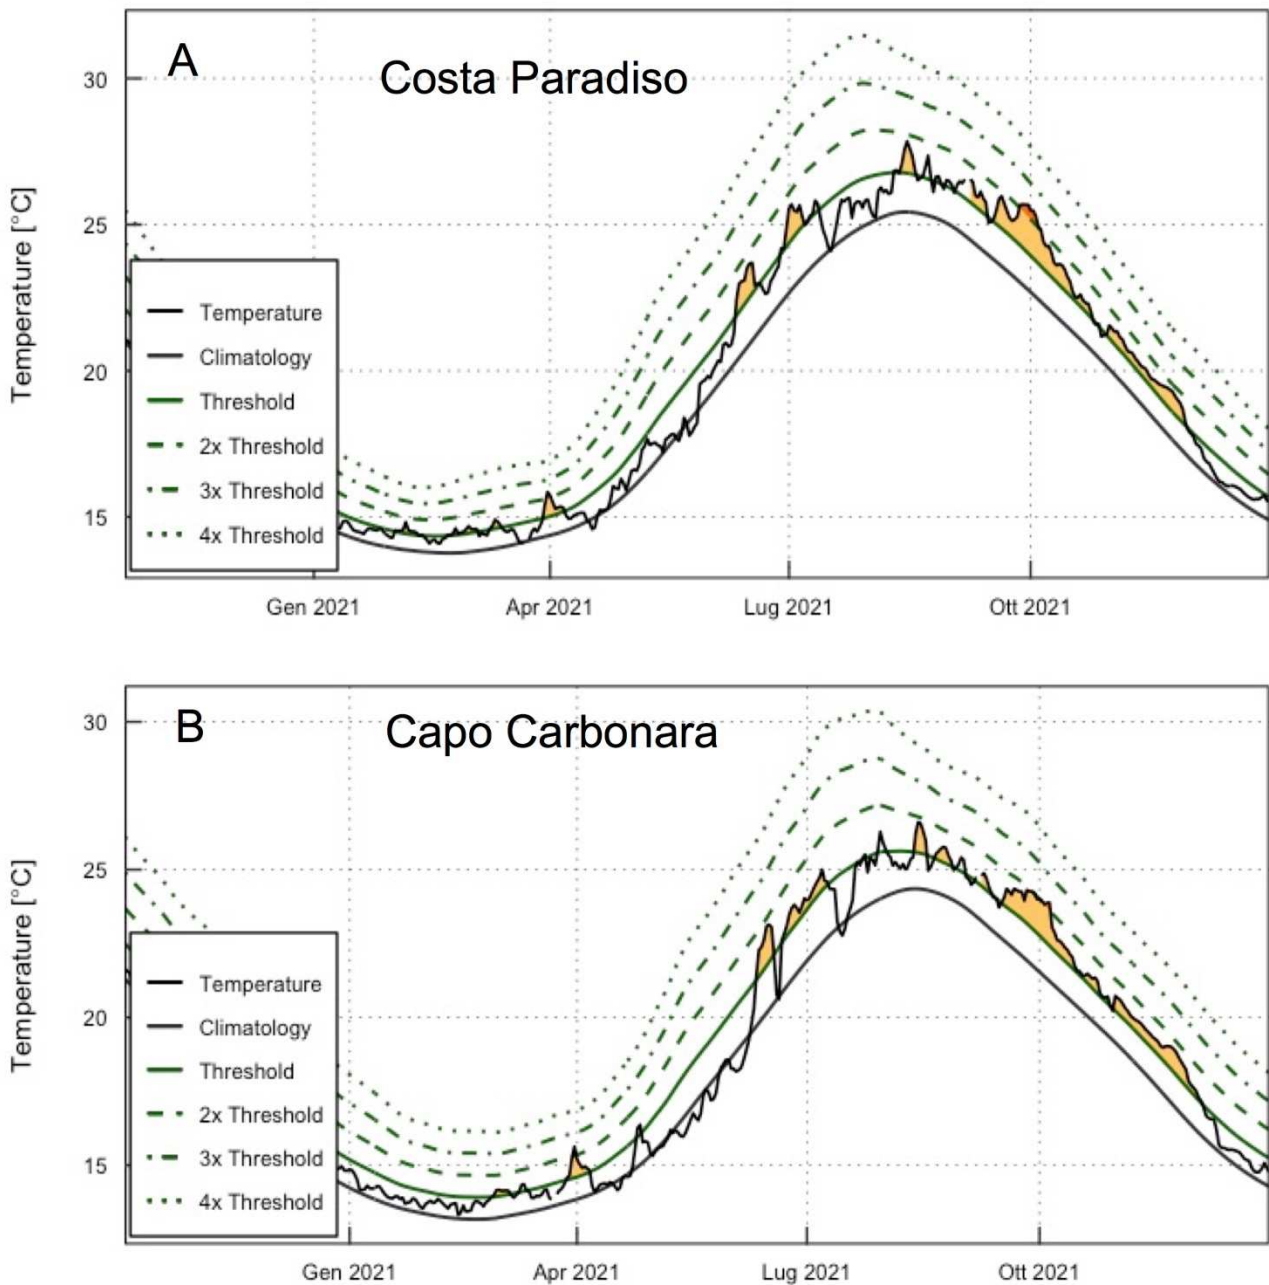 A
Costa Paradiso
Temperature [°C]
30
25
20
15
Temperature
Climatology
Threshold
2x Threshold
3x Threshold
4x Threshold
Gen 2021
Apr 2021
Lug 2021
Ott 2021
B
Capo Carbonara
Temperature [°C]
30
25
20
15
Temperature
Climatology
Threshold
2x Threshold
3x Threshold
4x Threshold
Gen 2021
Apr 2021
Lug 2021
Ott 2021